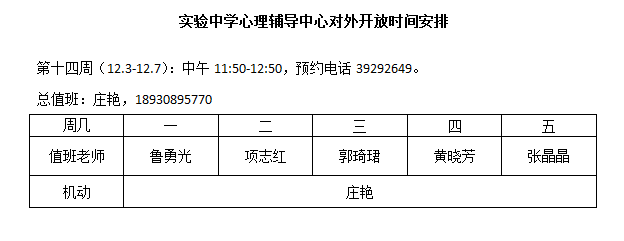 实验中学心理辅导中心对外开放时间安排
第十四周（12.3-12.7）：中午 11:50-12:50，预约电话 39292649。
总值班：庄艳，18930895770
周几 一 二 三 四 五
值班老师 鲁勇光 项志红 郭琦珺 黄晓芳 张晶晶
机动 庄艳